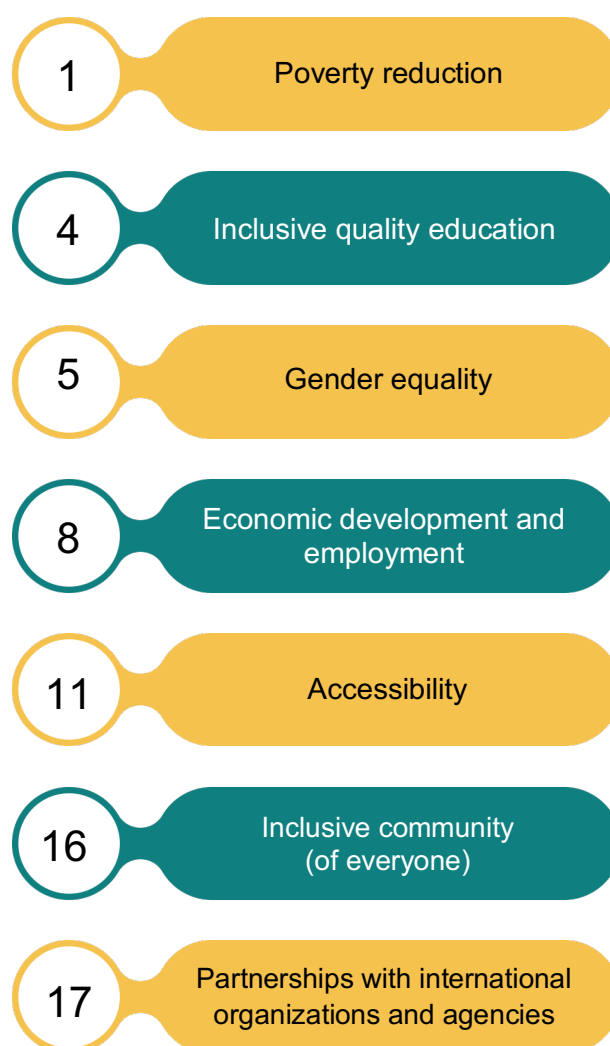 1
Poverty reduction
4
Inclusive quality education
5
Gender equality
8
Economic development and
employment
11
Accessibility
16
Inclusive community
(of everyone)
17
Partnerships with international
organizations and agencies